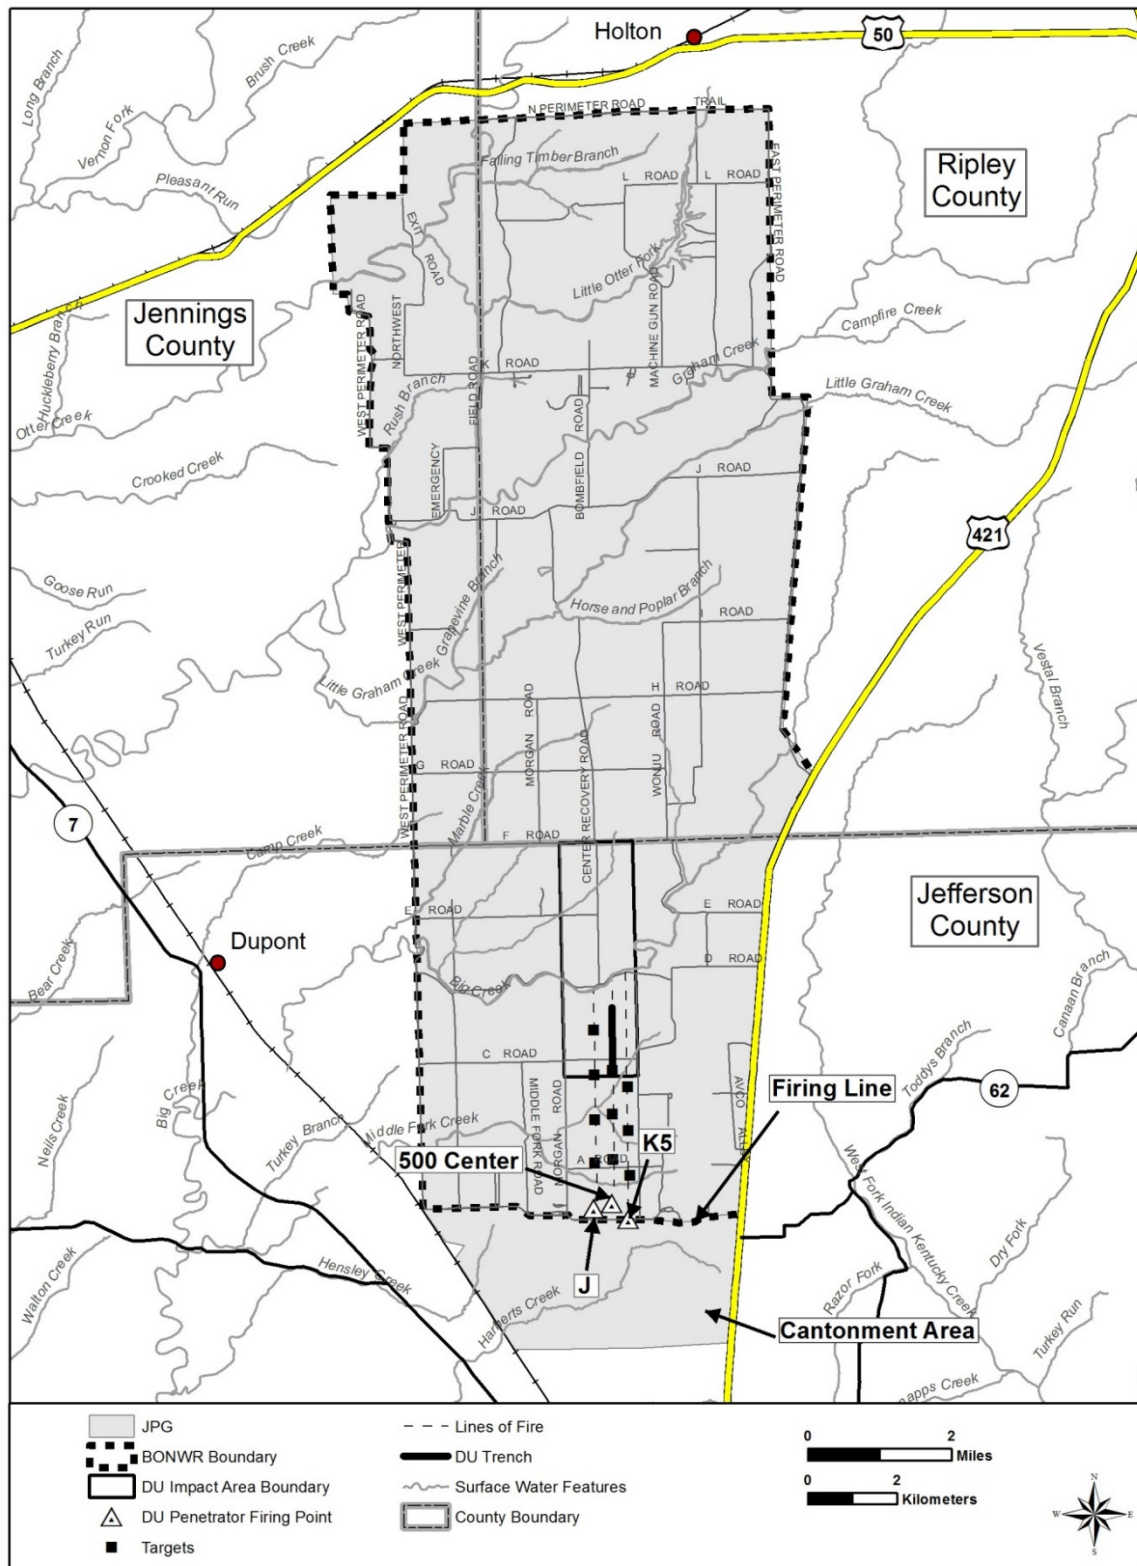 Holton
50
Long Branch
Brush Creek
Vernon Fork
Pleasant Run
N PERIMETER ROAD
TRAIL
Falling Timber Branch
L ROAD
L ROAD
EAST PERIMETER ROAD
Ripley
County
EXIT ROAD
NORTHWEST
Little Otter Fork
MACHINE GUN ROAD
Jennings
County
Huckleberry Branch
WEST PERIMETER ROAD
Campfire Creek
K ROAD
FIELD ROAD
Graham Creek
Rush Branch
Little Graham Creek
Otter Creek
Crooked Creek
EMERGENCY
BOMBFIELD ROAD
J ROAD
J ROAD
421
Goose Run
Turkey Run
WEST PERIMETER
Grapevine Branch
Horse and Poplar Branch
I ROAD
Little Graham Creek
Vestal Branch
H ROAD
WEST PERIMETER ROAD
MORGAN ROAD
CENTER RECOVERY ROAD
WONJU ROAD
G ROAD
Marble Creek
7
Camp Creek
F ROAD
Jefferson
County
E ROAD
E ROAD
Dupont
Bear Creek
D ROAD
Big Creek
Canaan Branch
C ROAD
Toddys Branch
62
Firing Line
Big Creek
Neils Creek
Turkey Branch
Middle Fork Creek
MIDDLE FORK ROAD
MORGAN ROAD
AVCO ALLEY
K5
500 Center
A ROAD
West Fork Indian Kentucky Creek
Dry Fork
Walton Creek
Hensley Creek
J
Harberts Creek
Razor Fork
Cantonment Area
Turkey Run
napps Creek
JPG
BONWR Boundary
DU Impact Area Boundary
DU Penetrator Firing Point
Targets
Lines of Fire
DU Trench
Surface Water Features
County Boundary
0 2
Miles
0 2
Kilometers
N
W E
S